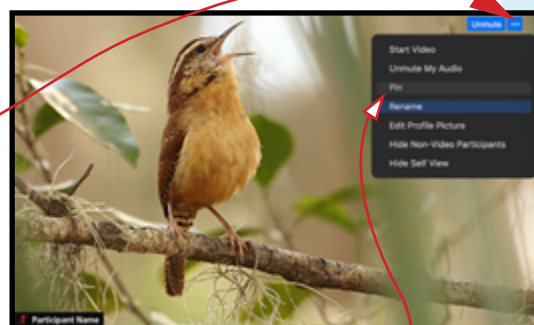 Unmute ...
Start Video
Unmute My Audio
Pin
Rename
Edit Profile Picture
Hide Non-Video Participants
Hide Self View
Participant Name